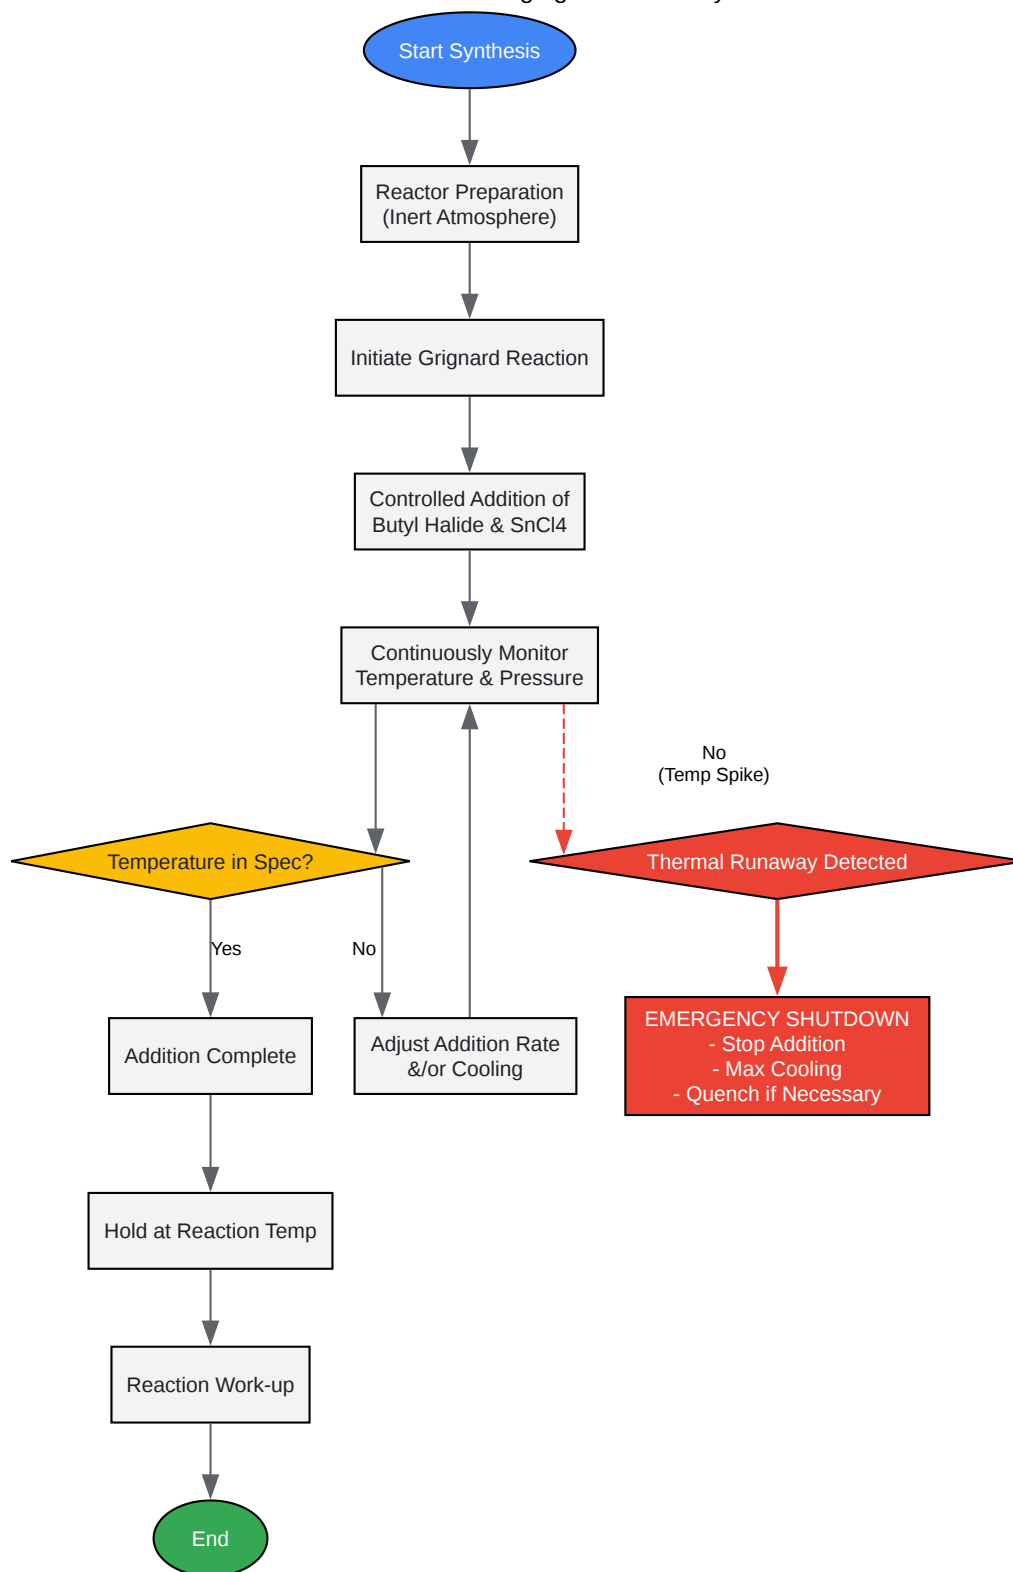 Start Synthesis
Reactor Preparation
(Inert Atmosphere)
Initiate Grignard Reaction
Controlled Addition of
Butyl Halide & SnCl4
Continuously Monitor
Temperature & Pressure
No
(Temp Spike)
Temperature in Spec?
Thermal Runaway Detected
Yes
No
Addition Complete
Adjust Addition Rate
&/or Cooling
EMERGENCY SHUTDOWN
- Stop Addition
- Max Cooling
- Quench if Necessary
Hold at Reaction Temp
Reaction Work-up
End